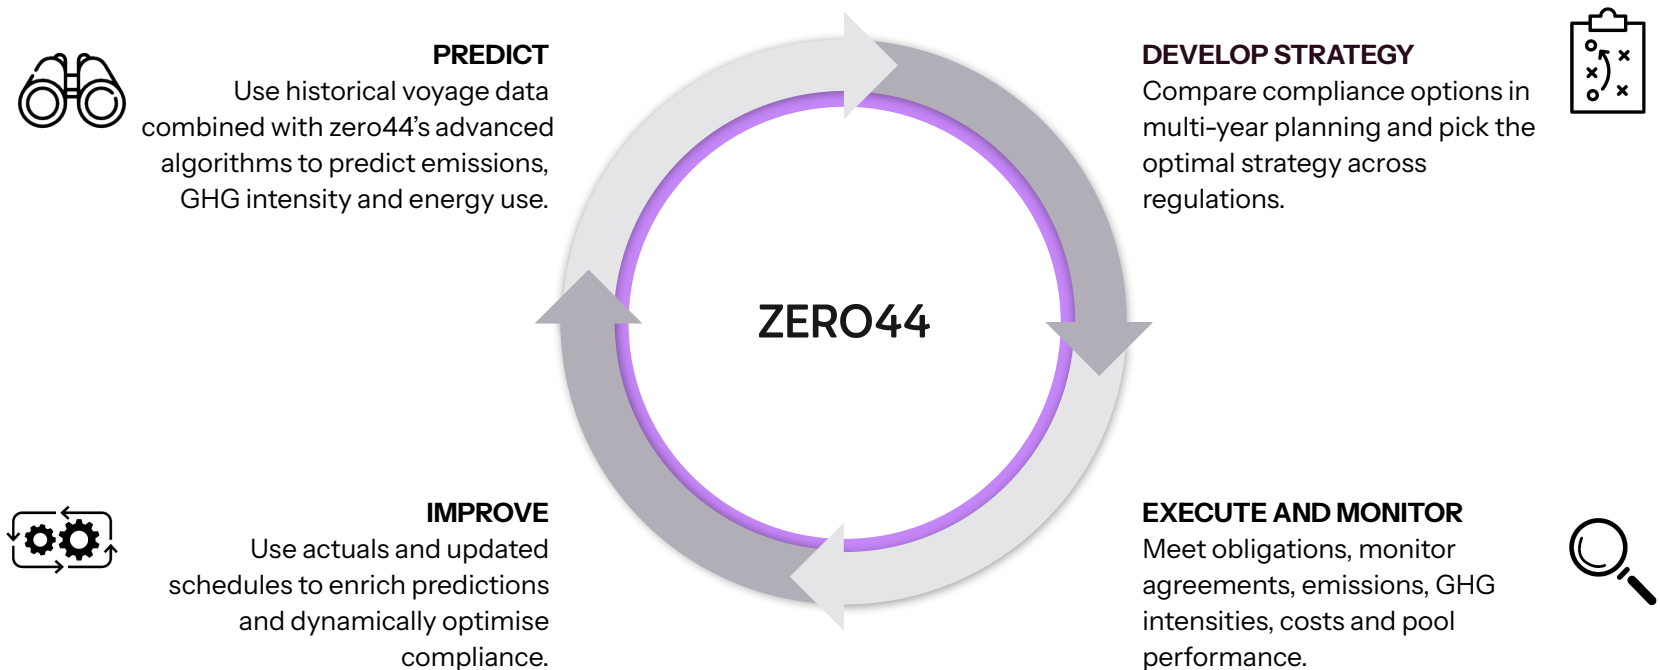 PREDICT
Use historical voyage data
combined with zero44's advanced
algorithms to predict emissions,
GHG intensity and energy use.
DEVELOP STRATEGY
Compare compliance options in
multi-year planning and pick the
optimal strategy across
regulations.
ZERO44
IMPROVE
Use actuals and updated
schedules to enrich predictions
and dynamically optimise
compliance.
EXECUTE AND MONITOR
Meet obligations, monitor
agreements, emissions, GHG
intensities, costs and pool
performance.